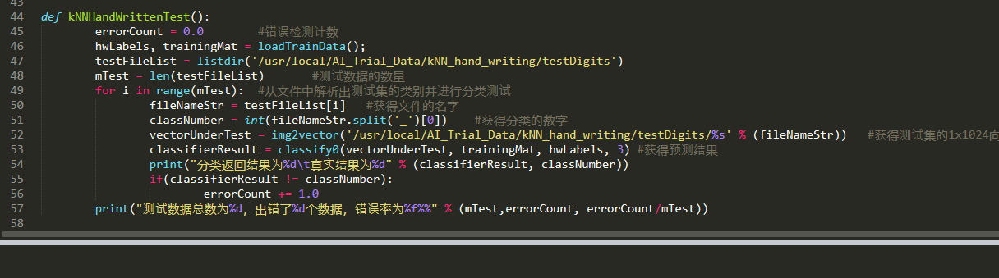 43
44 def kNNHandWrittenTest():
45 errorCount = 0.0 #错误检测计数
46 hwLabels, trainingMat = loadTrainData();
47 testFileList = listdir('/usr/local/AI_Trial_Data/kNN_hand_writing/testDigits')
48 mTest = len(testFileList) #测试数据的数量
49 for i in range(mTest): #从文件中解析出测试集的类别并进行分类测试
50 fileNameStr = testFileList[i] #获得文件的名字
51 classNumber = int(fileNameStr.split('_')[0]) #获得分类的数字
52 vectorUnderTest = img2vector('/usr/local/AI_Trial_Data/kNN_hand_writing/testDigits/%s' % (fileNameStr)) #获得测试集的1x1024向
53 classifierResult = classify0(vectorUnderTest, trainingMat, hwLabels, 3) #获得预测结果
54 print("分类返回结果为%d\t真实结果为%d" % (classifierResult, classNumber))
55 if(classifierResult != classNumber):
56 errorCount += 1.0
57 print("测试数据总数为%d, 出错了%d个数据, 错误率为%f%%" % (mTest,errorCount, errorCount/mTest))
58